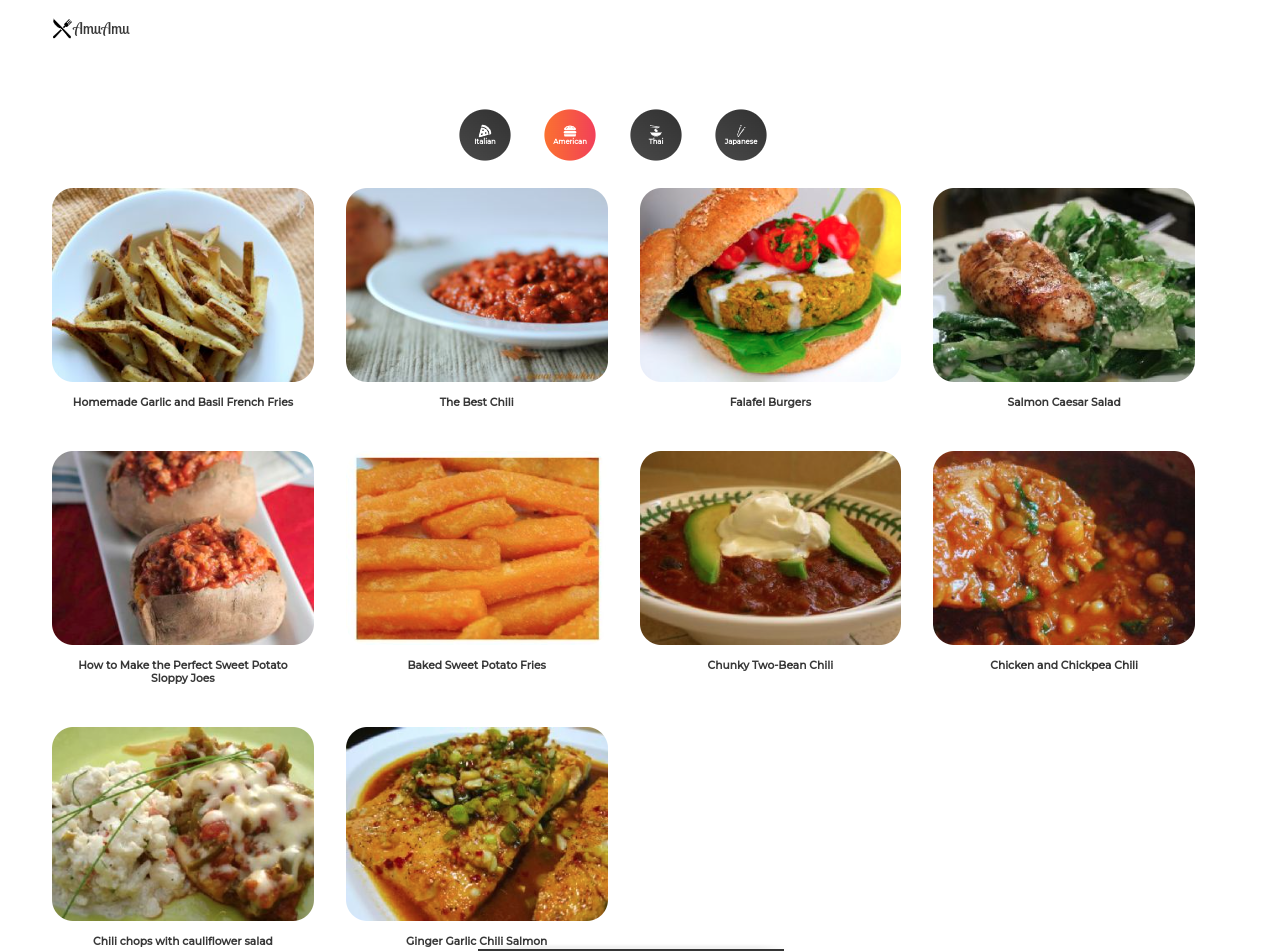 AmuAmu
Italian
American
Thai
Japanese
Homemade Garlic and Basil French Fries
The Best Chili
Falafel Burgers
Salmon Caesar Salad
How to Make the Perfect Sweet Potato
Sloppy Joes
Baked Sweet Potato Fries
Chunky Two-Bean Chili
Chicken and Chickpea Chili
Chili chops with cauliflower salad
Ginger Garlic Chili Salmon